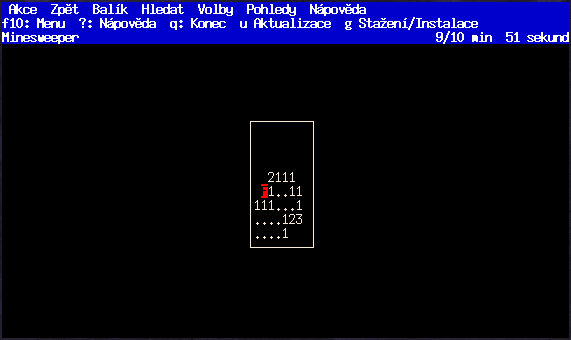 Akce Zpět Balík Hledat Volby Pohledy Nápověda
f10: Menu ?: Nápověda q: Konec u Aktualizace g Stažení/Instalace
Minesweeper 9/10 min 51 sekund
2111
1..11
111...1
....123
....1